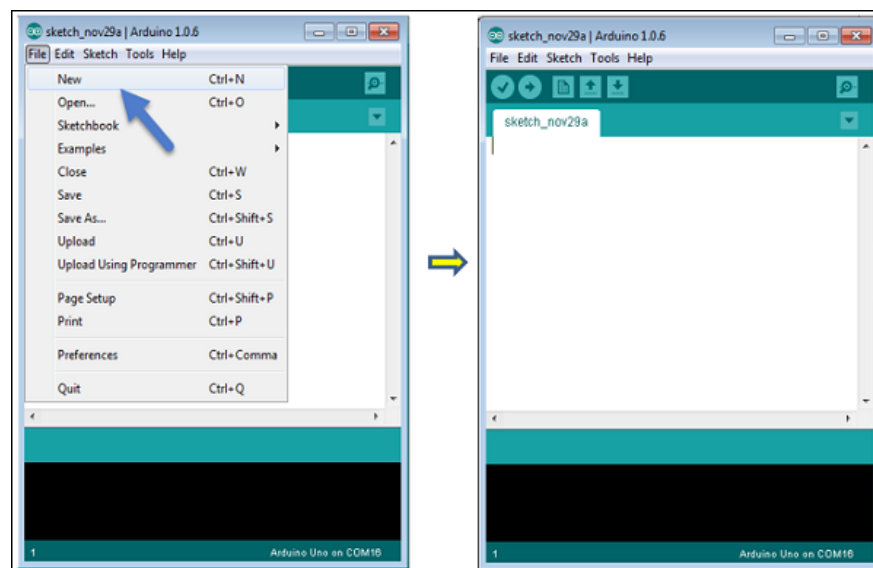 sketch_nov29a | Arduino 1.0.6
File Edit Sketch Tools Help
New Ctrl+N
Open... Ctrl+O
Sketchbook
Examples
Close Ctrl+W
Save Ctrl+S
Save As... Ctrl+Shift+S
Upload Ctrl+U
Upload Using Programmer Ctrl+Shift+U
Page Setup Ctrl+Shift+P
Print Ctrl+P
Preferences Ctrl+Comma
Quit Ctrl+Q
1 Arduino Uno on COM16
sketch_nov29a | Arduino 1.0.6
File Edit Sketch Tools Help
sketch_nov29a
1 Arduino Uno on COM16